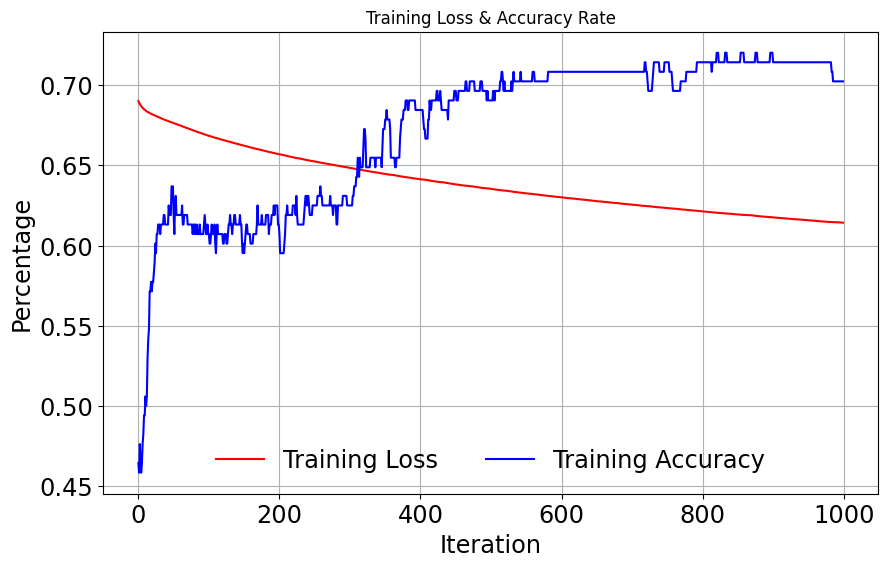 Training Loss & Accuracy Rate
0.70
0.65
0.60
0.55
0.50
0.45
Percentage
Training Loss
Training Accuracy
0
200
400
600
800
1000
Iteration